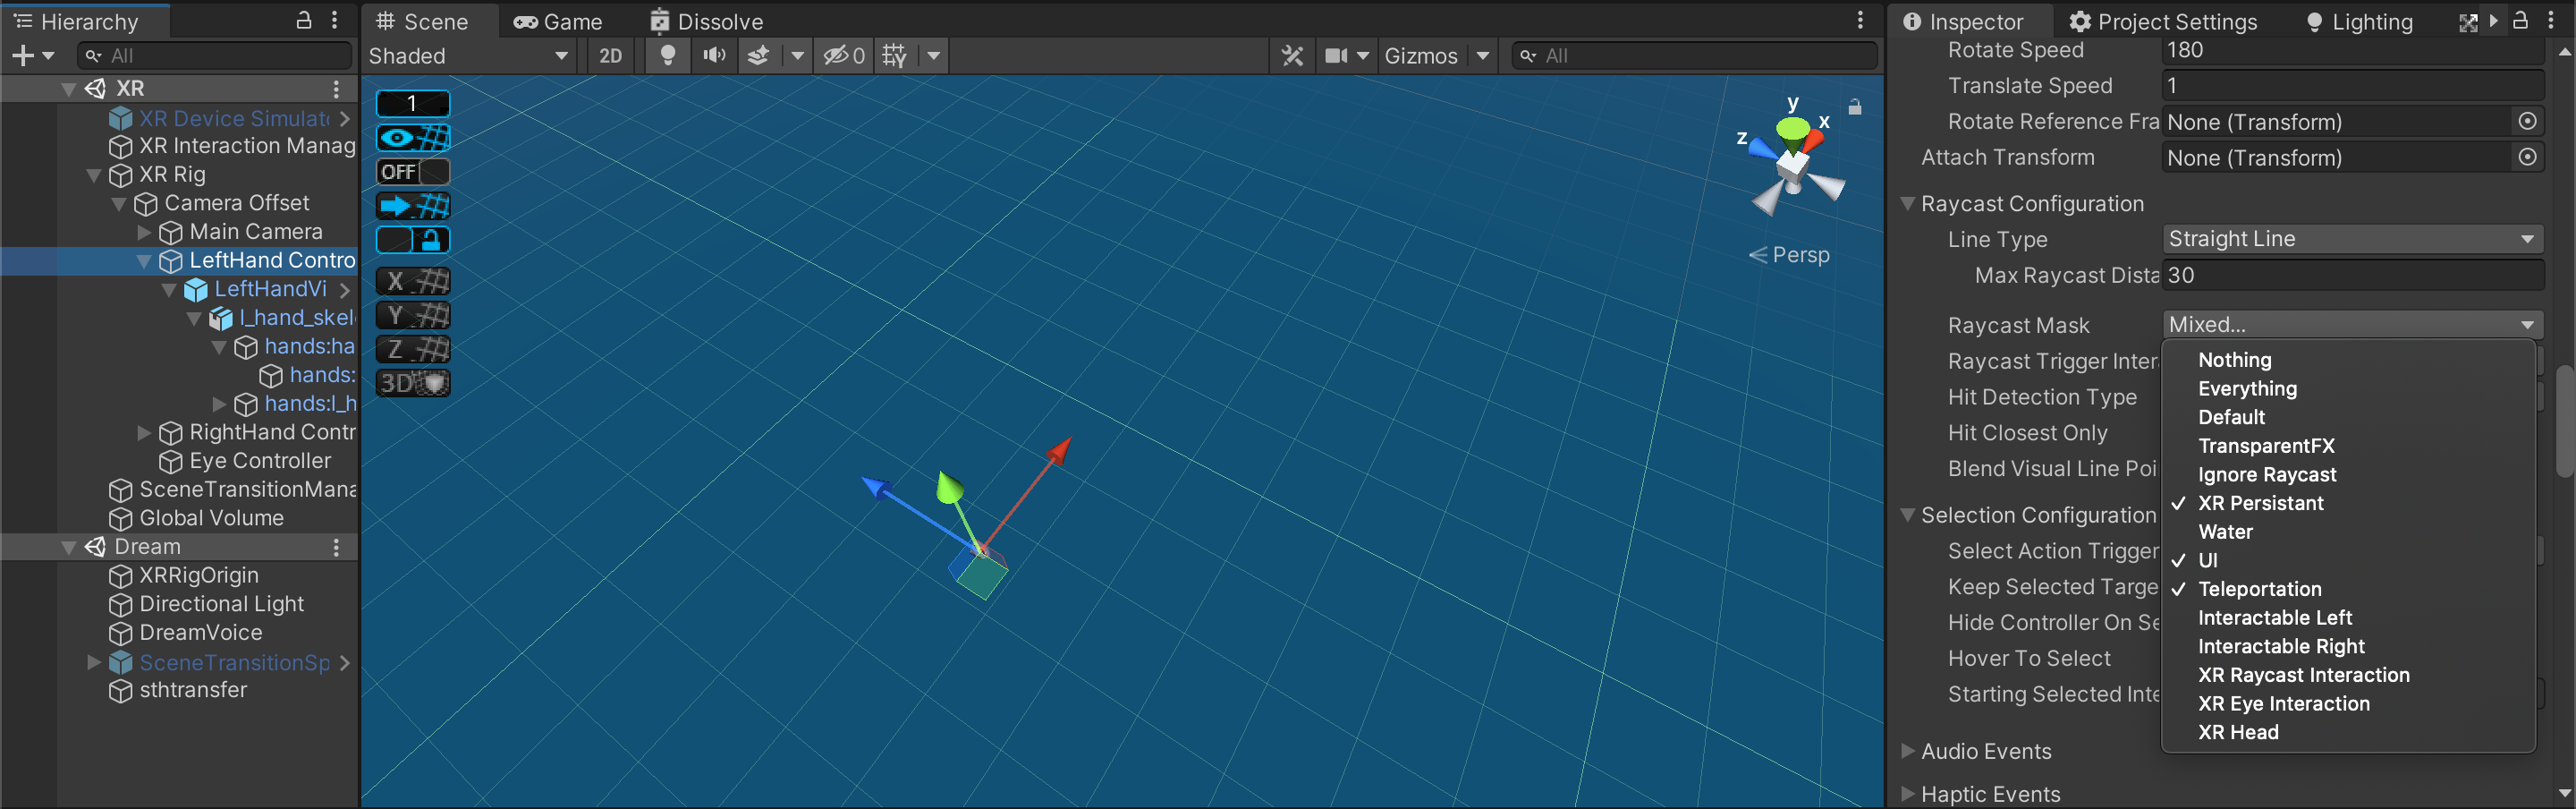 Hierarchy
All
XR
XR Device Simulat
XR Interaction Manag
XR Rig
Camera Offset
Main Camera
LeftHand Contro
LeftHandVi
l_hand_skel
hands:ha
hands:
hands:l_h
RightHand Contr
Eye Controller
SceneTransitionMana
Global Volume
Dream
XRRigOrigin
Directional Light
DreamVoice
SceneTransitionSp
sthtransfer
Scene Game Dissolve
Shaded 2D 0 Gizmos All
1
OFF
X
Y
Z
3D
y
x
z
Persp
Inspector Project Settings Lighting
Rotate Speed 180
Translate Speed 1
Rotate Reference Fra None (Transform)
Attach Transform None (Transform)
Raycast Configuration
Line Type Straight Line
Max Raycast Dista 30
Raycast Mask Mixed...
Raycast Trigger Inter
Hit Detection Type
Hit Closest Only
Blend Visual Line Poi
Selection Configuration
Select Action Trigger
Keep Selected Targe
Hide Controller On Se
Hover To Select
Starting Selected Inte
Audio Events
Haptic Events
Nothing
Everything
Default
TransparentFX
Ignore Raycast
✓ XR Persistant
Water
✓ UI
✓ Teleportation
Interactable Left
Interactable Right
XR Raycast Interaction
XR Eye Interaction
XR Head